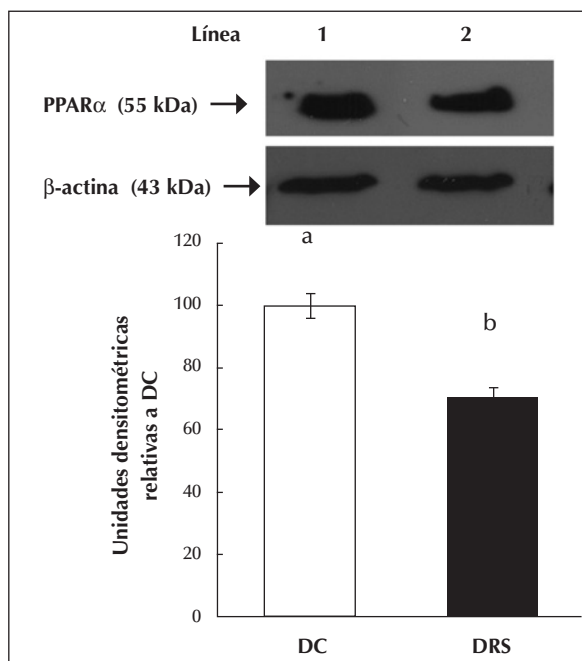 Línea 1 2
PPARα (55 kDa)
β-actina (43 kDa)
a
b
Unidades densitométricas
relativas a DC
120
100
80
60
40
20
0
DC DRS